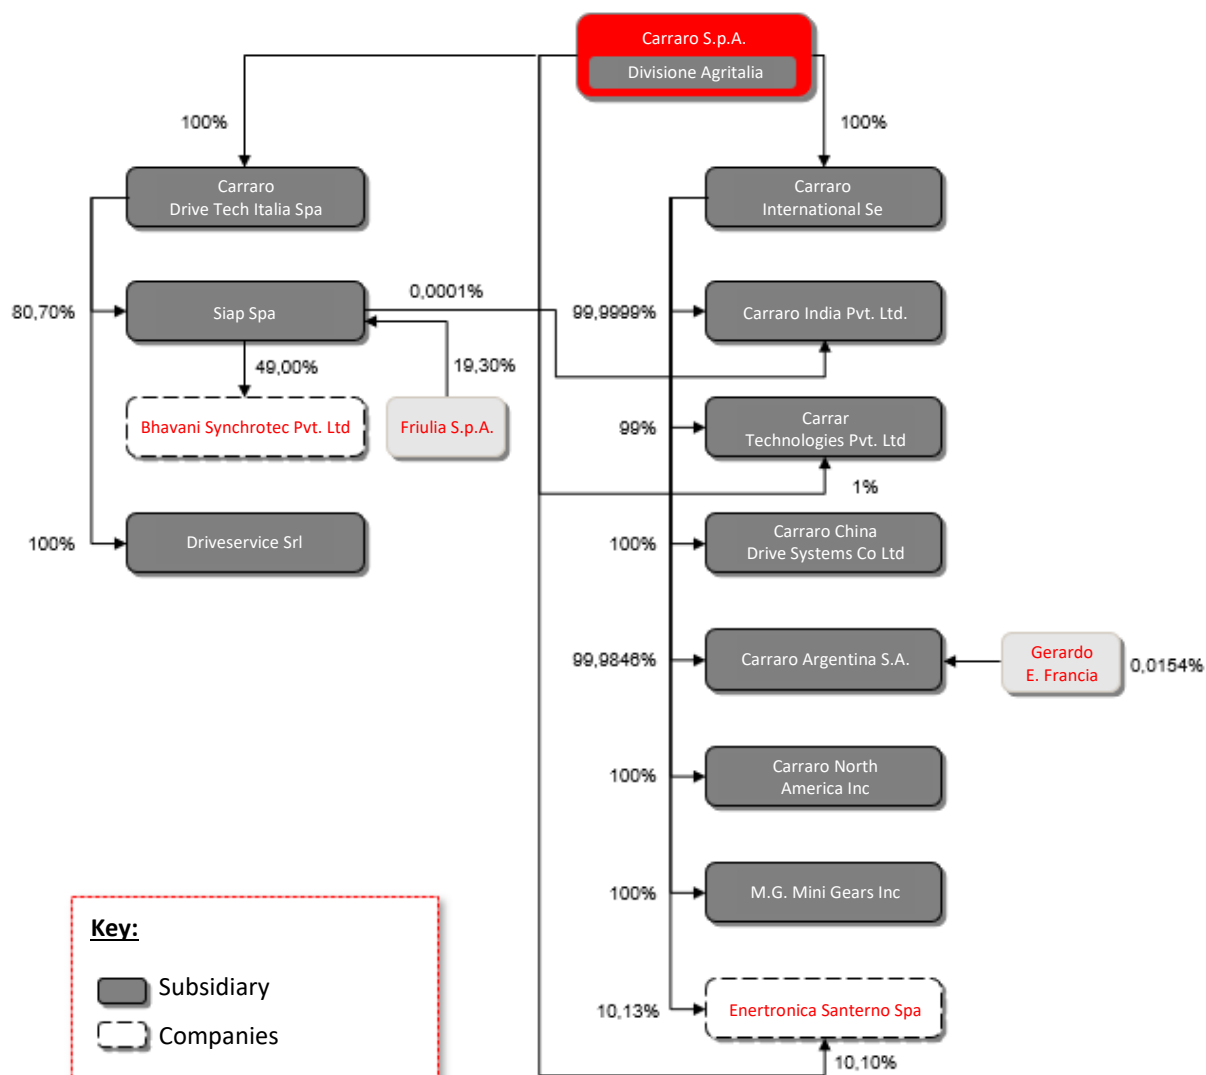 Carraro S.p.A.
Divisione Agritalia
100%
100%
Carraro
Drive Tech Italia Spa
Carraro
International Se
80,70%
Siap Spa
0,0001%
99,9999%
Carraro India Pvt. Ltd.
49,00%
19,30%
Bhavani Synchrotec Pvt. Ltd
Friulia S.p.A.
99%
Carrar
Technologies Pvt. Ltd
1%
100%
Driveservice Srl
100%
Carraro China
Drive Systems Co Ltd
99,9846%
Carraro Argentina S.A.
Gerardo
E. Francia
0,0154%
100%
Carraro North
America Inc
100%
M.G. Mini Gears Inc
Key:
Subsidiary
Companies
10,13%
Enertronica Santerno Spa
10,10%